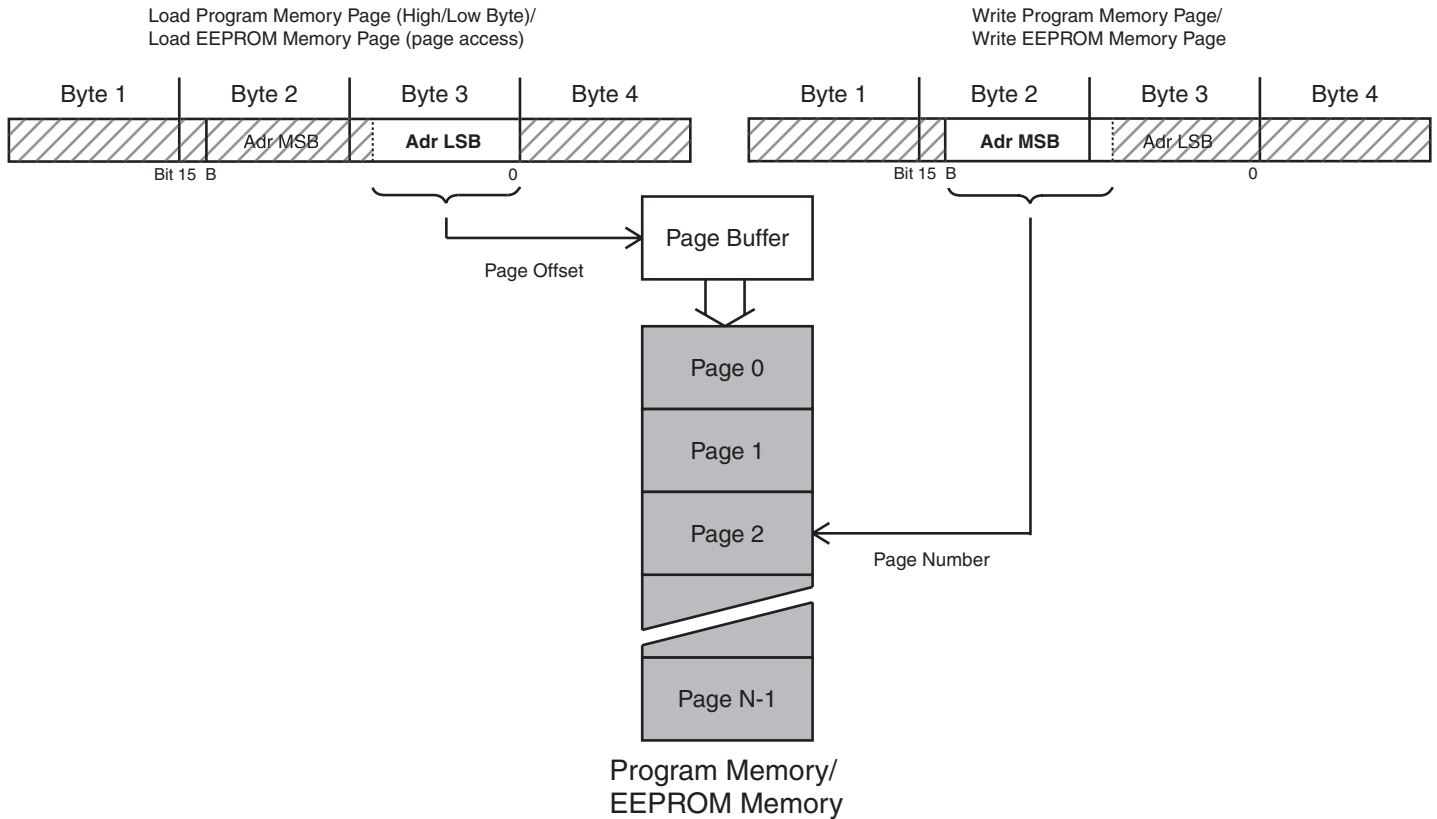 Load Program Memory Page (High/Low Byte)/
Load EEPROM Memory Page (page access)
Byte 1 Byte 2 Byte 3 Byte 4
Adr MSB Adr LSB
Bit 15 B 0
Write Program Memory Page/
Write EEPROM Memory Page
Byte 1 Byte 2 Byte 3 Byte 4
Adr MSB Adr LSB
Bit 15 B 0
Page Buffer
Page Offset
Page 0
Page 1
Page 2
Page Number
Page N-1
Program Memory/
EEPROM Memory